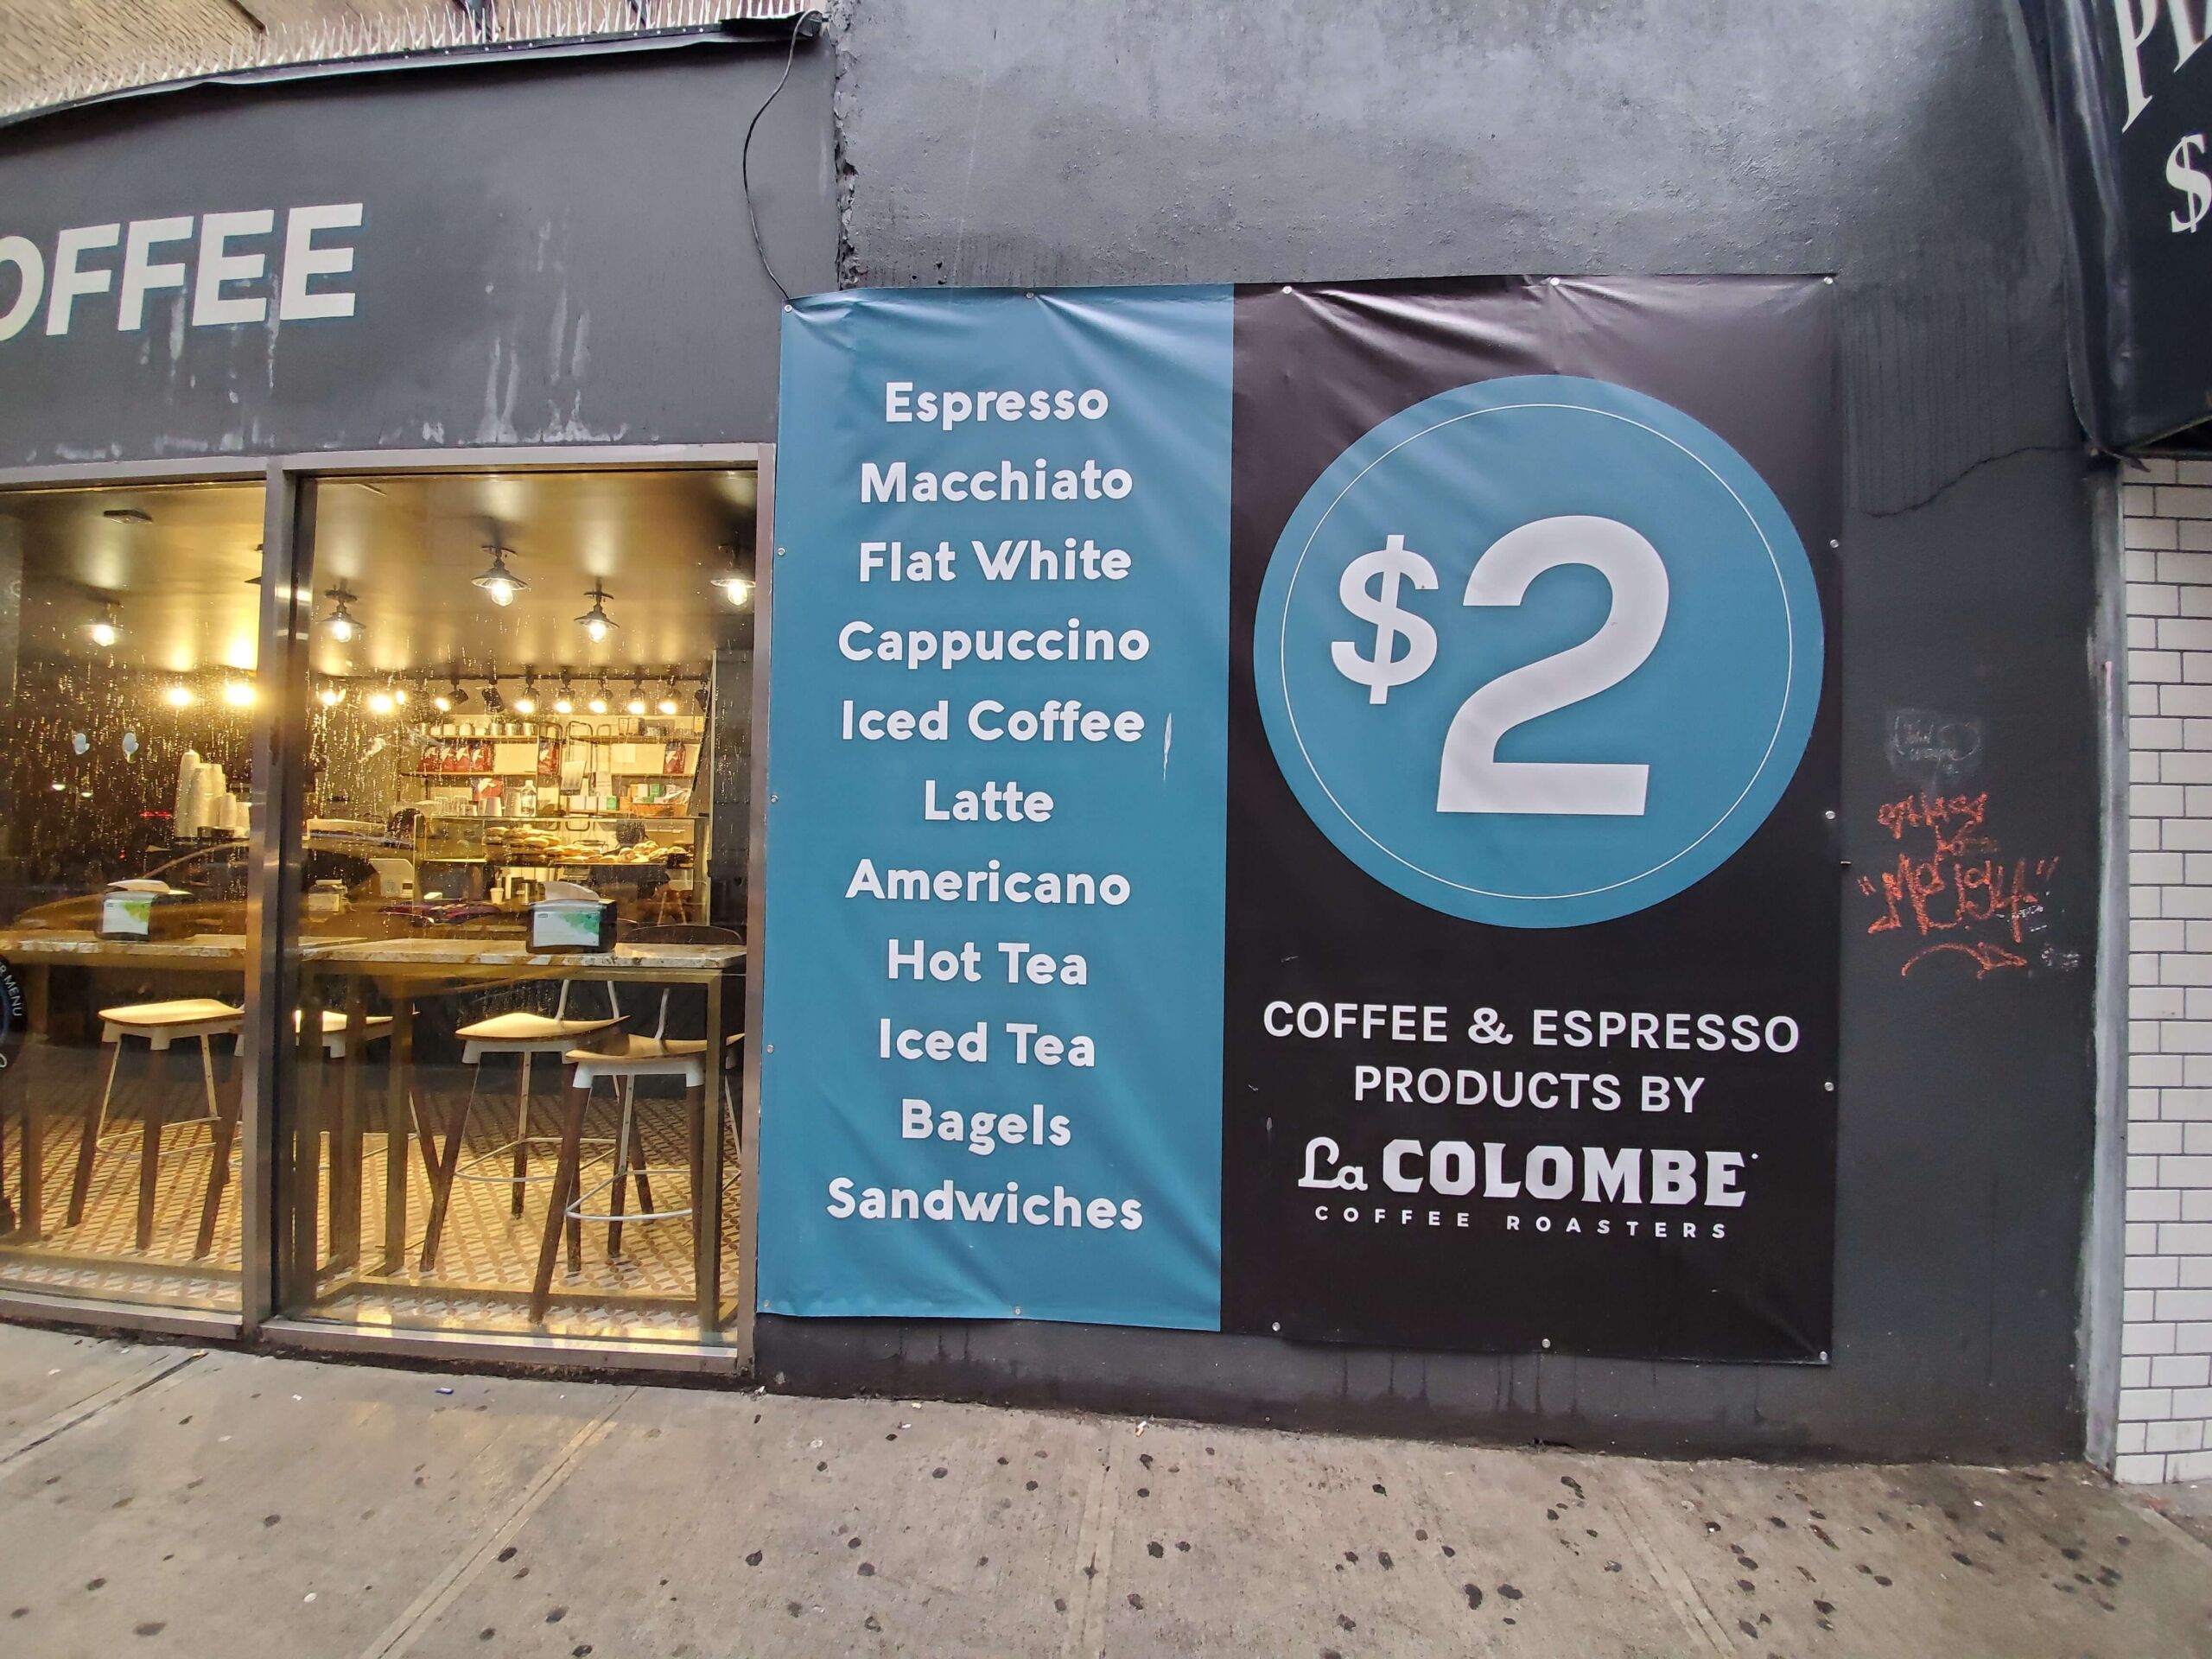 OFFEE
Espresso
Macchiato
Flat White
Cappuccino
Iced Coffee
Latte
Americano
Hot Tea
Iced Tea
Bagels
Sandwiches
$2
COFFEE & ESPRESSO
PRODUCTS BY
La COLOMBE
COFFEE ROASTERS
$
MENU